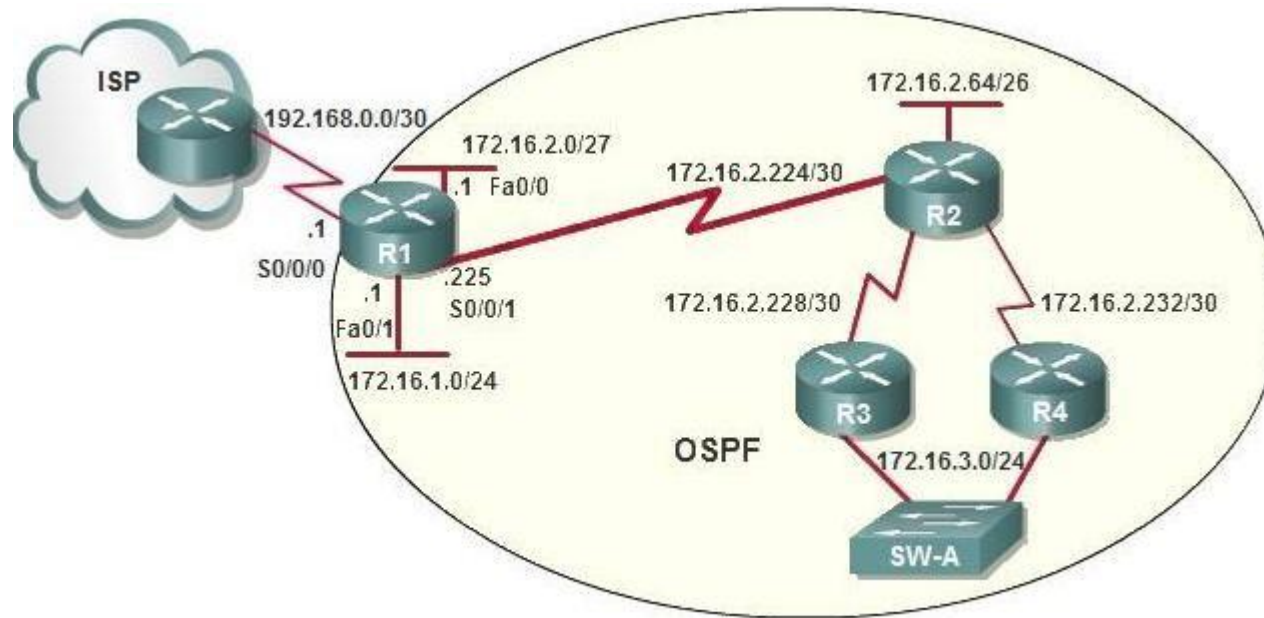 ISP
192.168.0.0/30
172.16.2.0/27
.1 Fa0/0
172.16.2.64/26
172.16.2.224/30
R2
.1
S0/0/0
R1
.225
S0/0/1
.1
Fa0/1
172.16.1.0/24
172.16.2.228/30
172.16.2.232/30
R3
R4
OSPF
172.16.3.0/24
SW-A